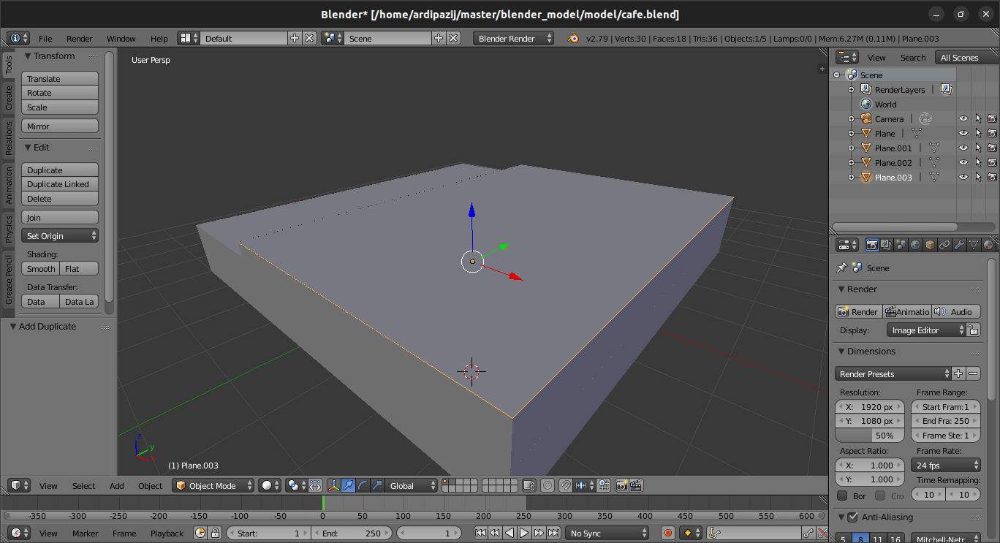 Blender* [/home/ardipazij/master/blender_model/model/cafe.blend]
File Render Window Help Default Scene Blender Render v2.79 | Verts:30 | Faces:18 | Tris:36 | Objects:1/5 | Lamps:0/0 | Mem:6.27M (0.11M) | Plane.003
Tools
Create
Relations
Animation
Physics
Grease Pencil
Transform
Translate
Rotate
Scale
Mirror
Edit
Duplicate
Duplicate Linked
Delete
Join
Set Origin
Shading:
Smooth Flat
Data Transfer:
Data Data La
Add Duplicate
User Persp
z
y
x
(1) Plane.003
View Select Add Object Object Mode Global
-350 -300 -250 -200 -150 -100 -50 0 50 100 150 200 250 300 350 400 450 500 550 600
View Marker Frame Playback Start: 1 End: 250 1 No Sync
View Search All Scenes
Scene
RenderLayers |
World
Camera |
Plane |
Plane.001 |
Plane.002 |
Plane.003 |
Scene
Render
Render Animatio Audio
Display: Image Editor
Dimensions
Render Presets
Resolution: Frame Range:
X: 1920 px Start Fram:1
Y: 1080 px End Fra: 250
50% Frame Ste: 1
Aspect Ratio: Frame Rate:
X: 1.000 24 fps
Y: 1.000 Time Remapping:
Bor Cro 10 10
Anti-Aliasing
5 8 11 16 Mitchell-Netr...